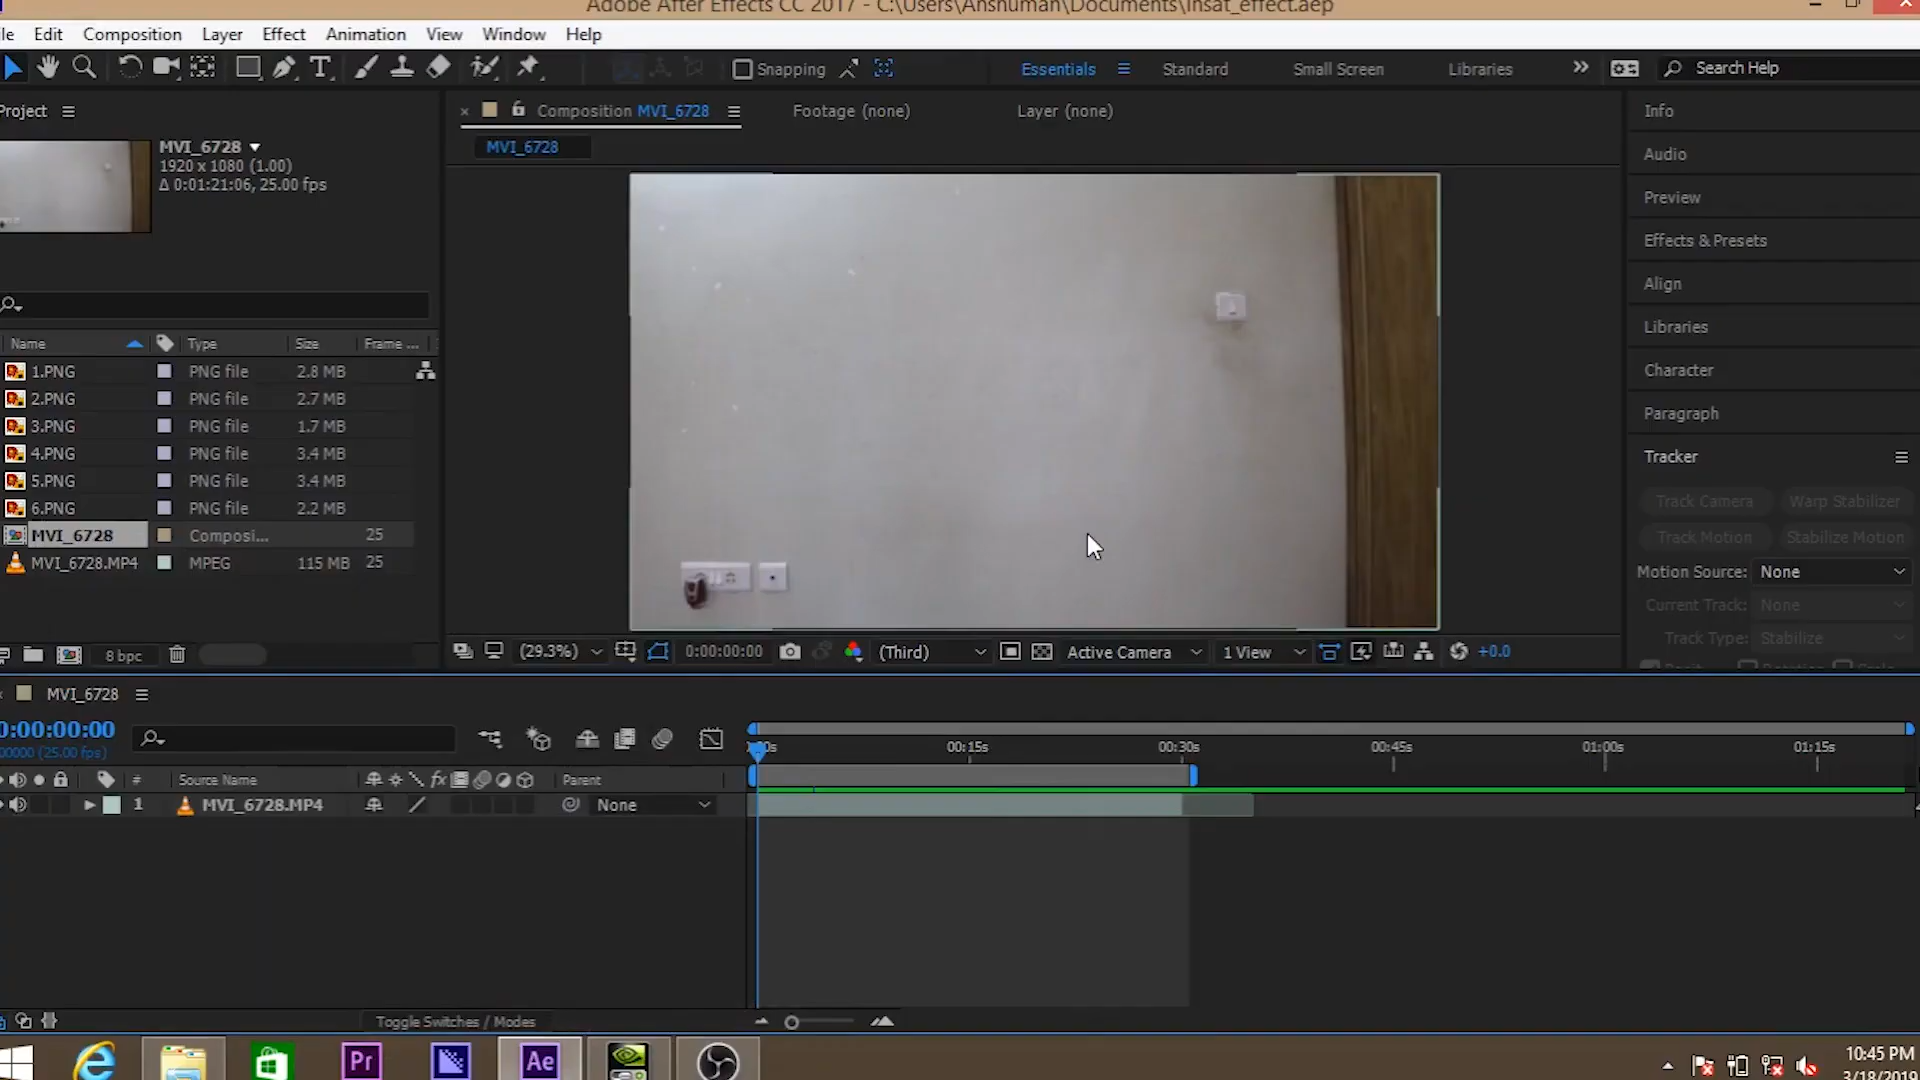 Adobe After Effects CC 2017 - C:\Users\Anshuman\Documents\insat_effect.aep
le Edit Composition Layer Effect Animation View Window Help
Snapping Essentials Standard Small Screen Libraries Search Help
Project
Composition MVI_6728
Footage (none)
Layer (none)
MVI_6728
1920 x 1080 (1.00)
Δ 0:01:21:06, 25.00 fps
MVI_6728
Name Type Size Frame ...
1.PNG PNG file 2.8 MB
2.PNG PNG file 2.7 MB
3.PNG PNG file 1.7 MB
4.PNG PNG file 3.4 MB
5.PNG PNG file 3.4 MB
6.PNG PNG file 2.2 MB
MVI_6728 Composi... 25
MVI_6728.MP4 MPEG 115 MB 25
8 bpc
(29.3%) 0:00:00:00 (Third) Active Camera 1 View +0.0
Info
Audio
Preview
Effects & Presets
Align
Libraries
Character
Paragraph
Tracker
Track Camera Warp Stabilizer
Track Motion Stabilize Motion
Motion Source: None
Current Track: None
Track Type: Stabilize
MVI_6728
0:00:00:00
00000 (25.00 fps)
00:15s 00:30s 00:45s 01:00s 01:15s
# Source Name fx Parent
1 MVI_6728.MP4 None
Toggle Switches / Modes
Pr Ae
10:45 PM
3/18/2019